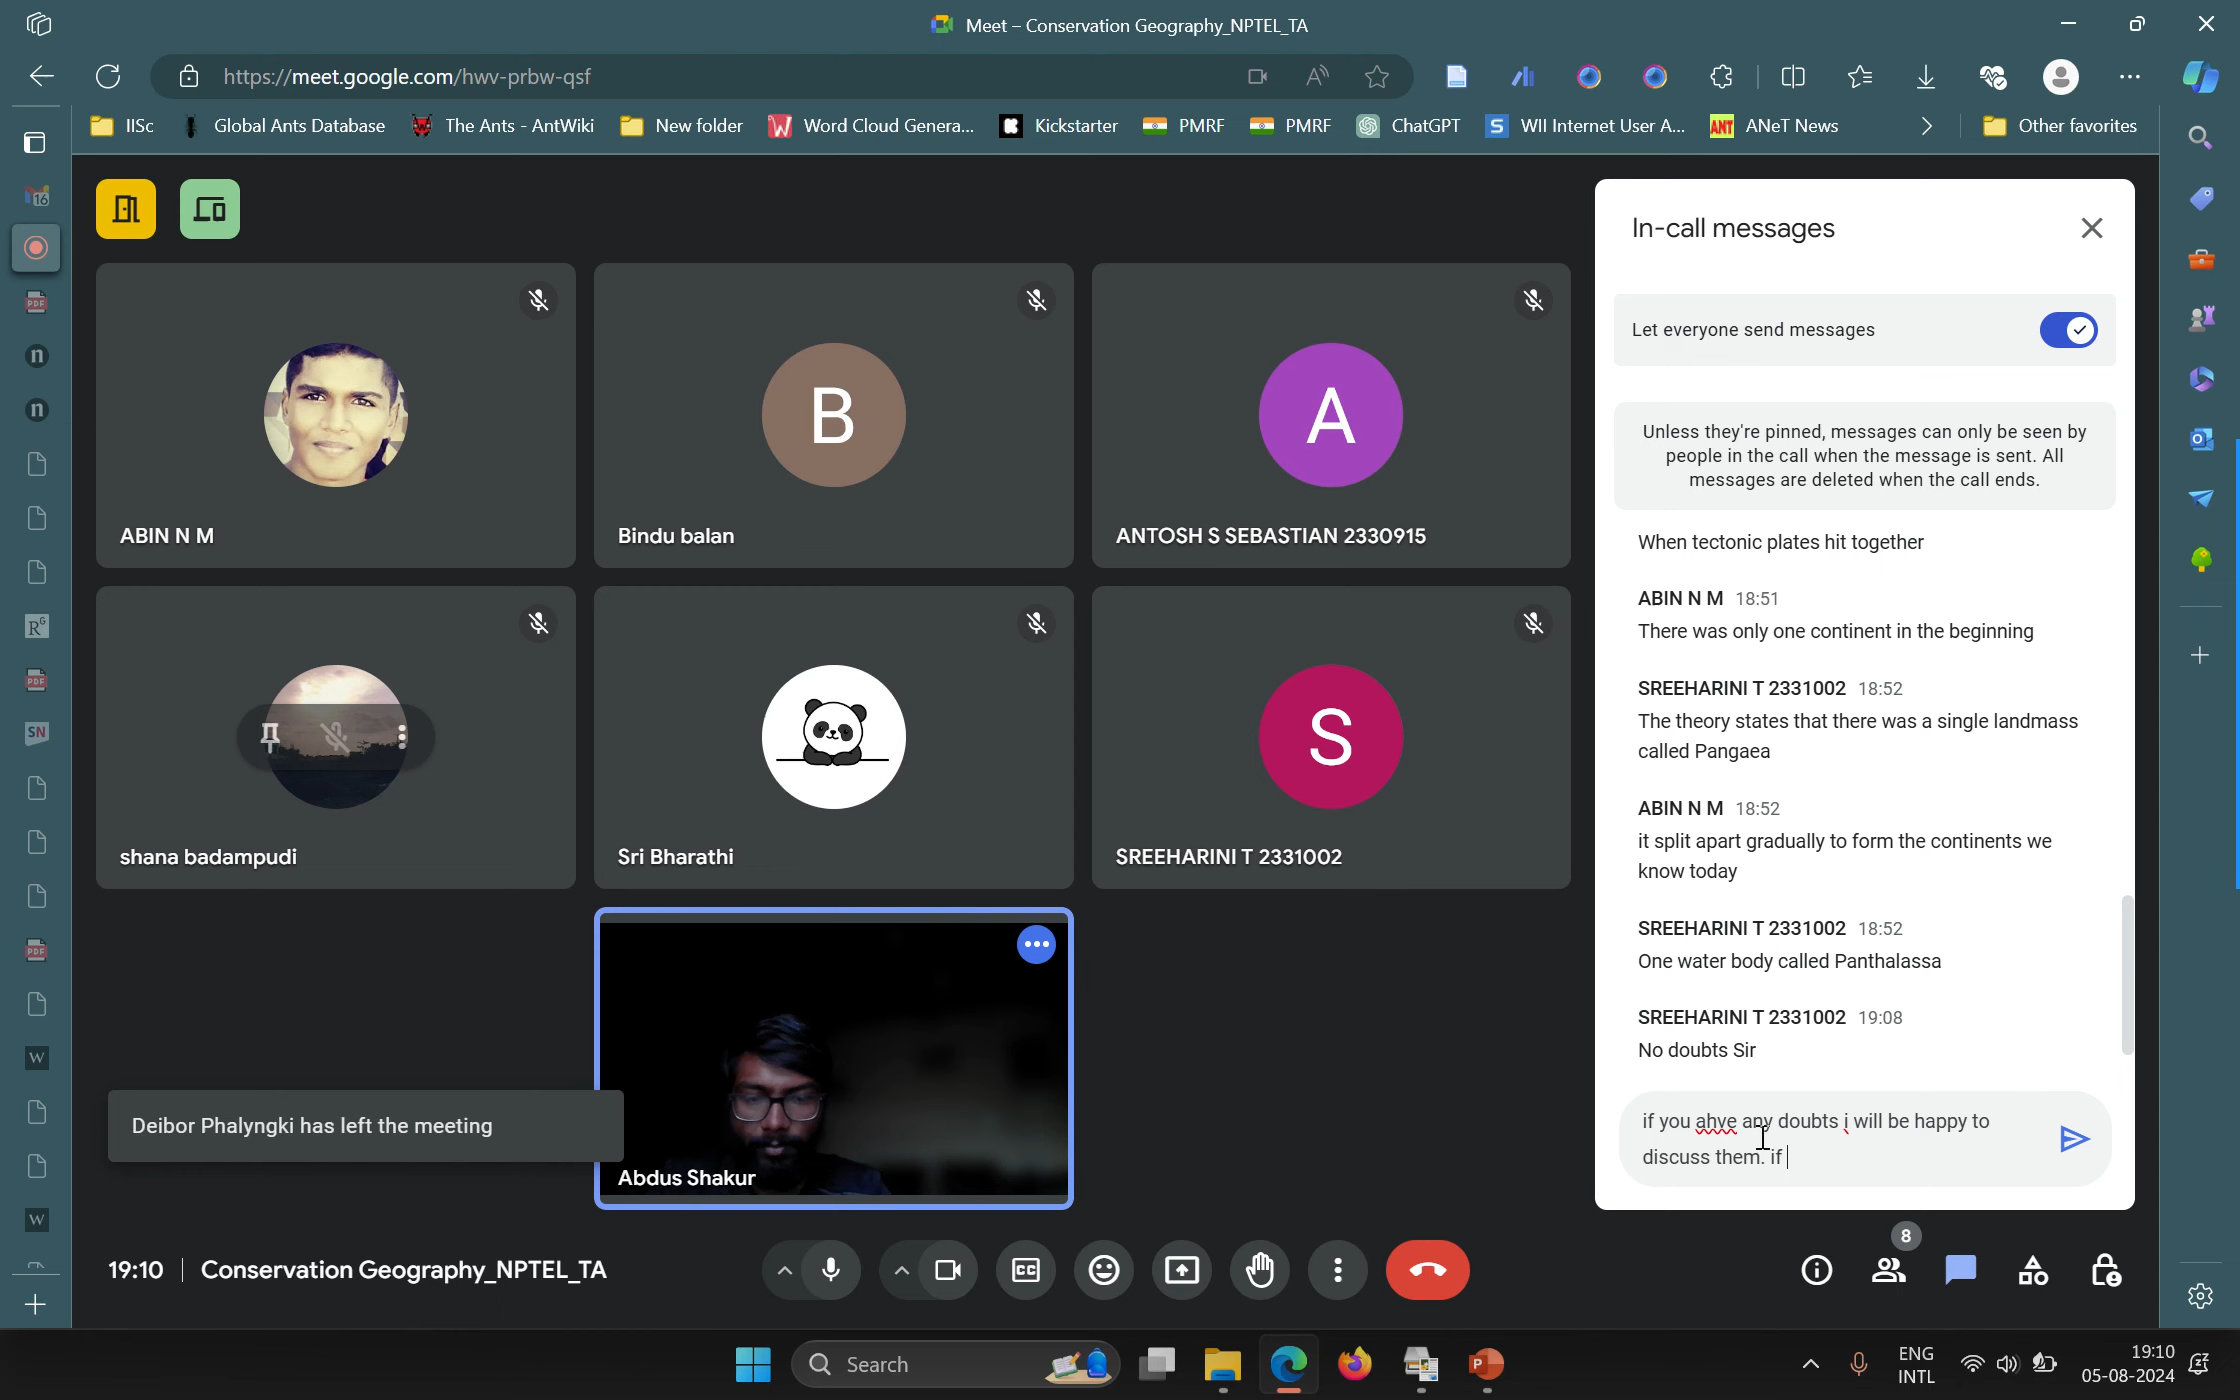 Meet – Conservation Geography_NPTEL_TA
https://meet.google.com/hwv-prbw-qsf
IISc
Global Ants Database
The Ants - AntWiki
New folder
Word Cloud Genera...
Kickstarter
PMRF
PMRF
ChatGPT
WII Internet User A...
ANT
ANeT News
Other favorites
In-call messages
Let everyone send messages
Unless they're pinned, messages can only be seen by
people in the call when the message is sent. All
messages are deleted when the call ends.
When tectonic plates hit together
ABIN N M 18:51
There was only one continent in the beginning
SREEHARINI T 2331002 18:52
The theory states that there was a single landmass
called Pangaea
ABIN N M 18:52
it split apart gradually to form the continents we
know today
SREEHARINI T 2331002 18:52
One water body called Panthalassa
SREEHARINI T 2331002 19:08
No doubts Sir
if you ahve any doubts i will be happy to
discuss them. if
B
A
ABIN N M
Bindu balan
ANTOSH S SEBASTIAN 2330915
S
shana badampudi
Sri Bharathi
SREEHARINI T 2331002
Deibor Phalyngki has left the meeting
Abdus Shakur
19:10
Conservation Geography_NPTEL_TA
CC
8
Search
ENG
INTL
19:10
05-08-2024